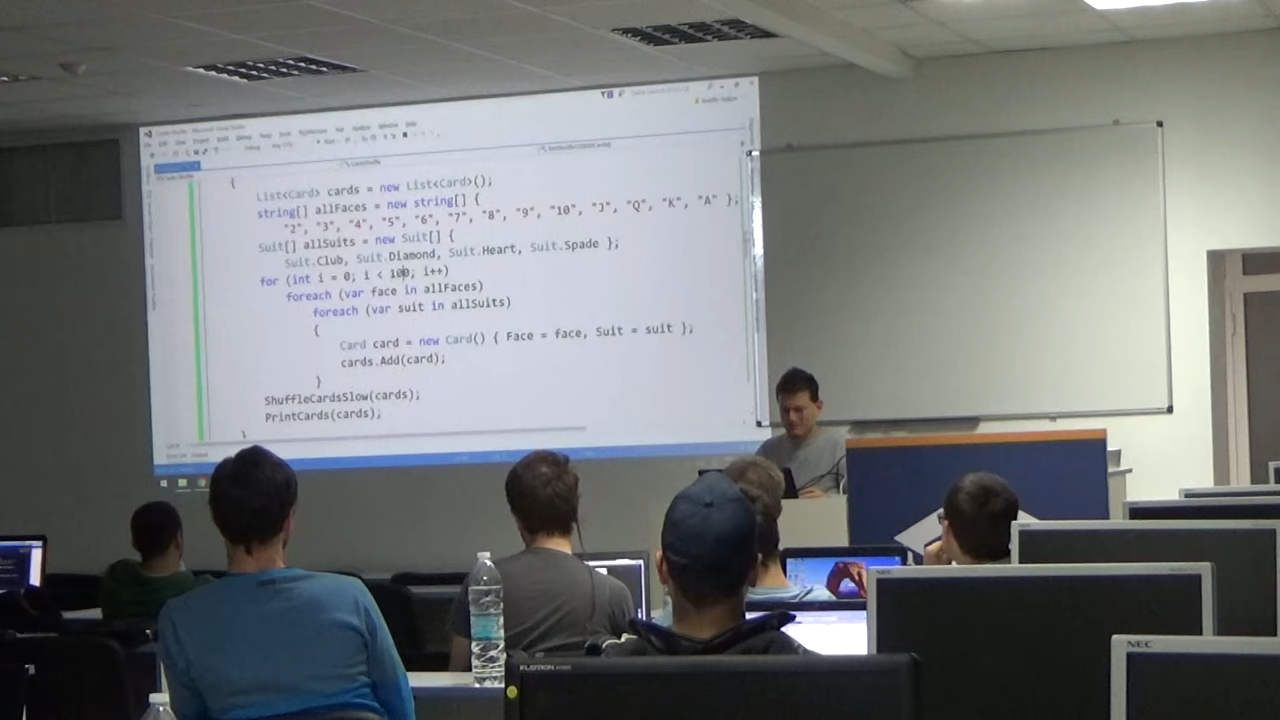 {
List<Card> cards = new List<Card>();
string[] allFaces = new string[] {
"2", "3", "4", "5", "6", "7", "8", "9", "10", "J", "Q", "K", "A" };
Suit[] allSuits = new Suit[] {
Suit.Club, Suit.Diamond, Suit.Heart, Suit.Spade };
for (int i = 0; i < 100; i++)
foreach (var face in allFaces)
foreach (var suit in allSuits)
{
Card card = new Card() { Face = face, Suit = suit };
cards.Add(card);
}
ShuffleCardsSlow(cards);
PrintCards(cards);
}
NEC
NEC
FLATRON